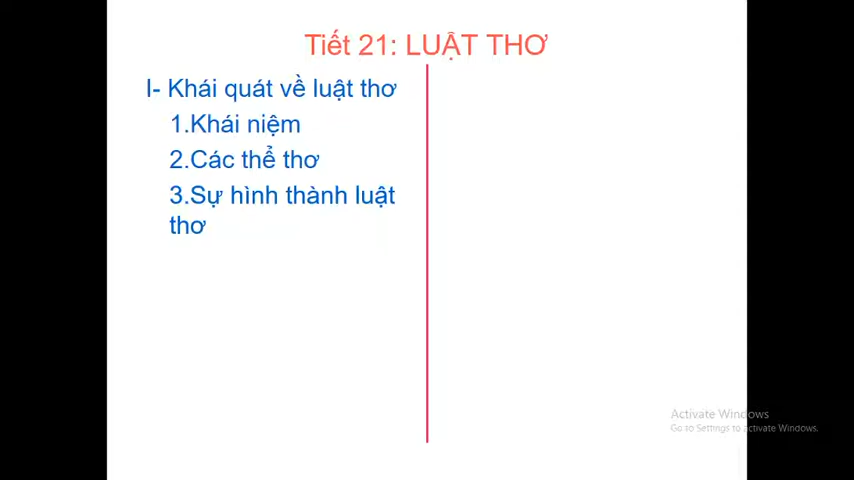 Tiết 21: LUẬT THƠ
I- Khái quát về luật thơ
1.Khái niệm
2.Các thể thơ
3.Sự hình thành luật
thơ
Activate Windows
Go to Settings to activate Windows.